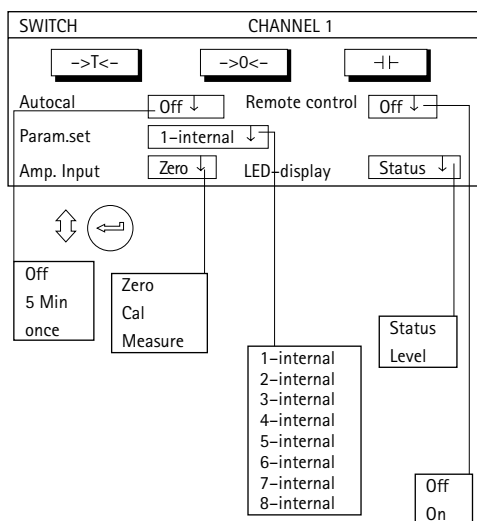 SWITCH CHANNEL 1
–>T<– –>0<– ⊣⊢
Autocal Off ↓ Remote control Off ↓
Param.set 1–internal ↓
Amp. Input Zero ↓ LED–display Status ↓
Off
5 Min
once
Zero
Cal
Measure
Status
Level
1–internal
2–internal
3–internal
4–internal
5–internal
6–internal
7–internal
8–internal
Off
On